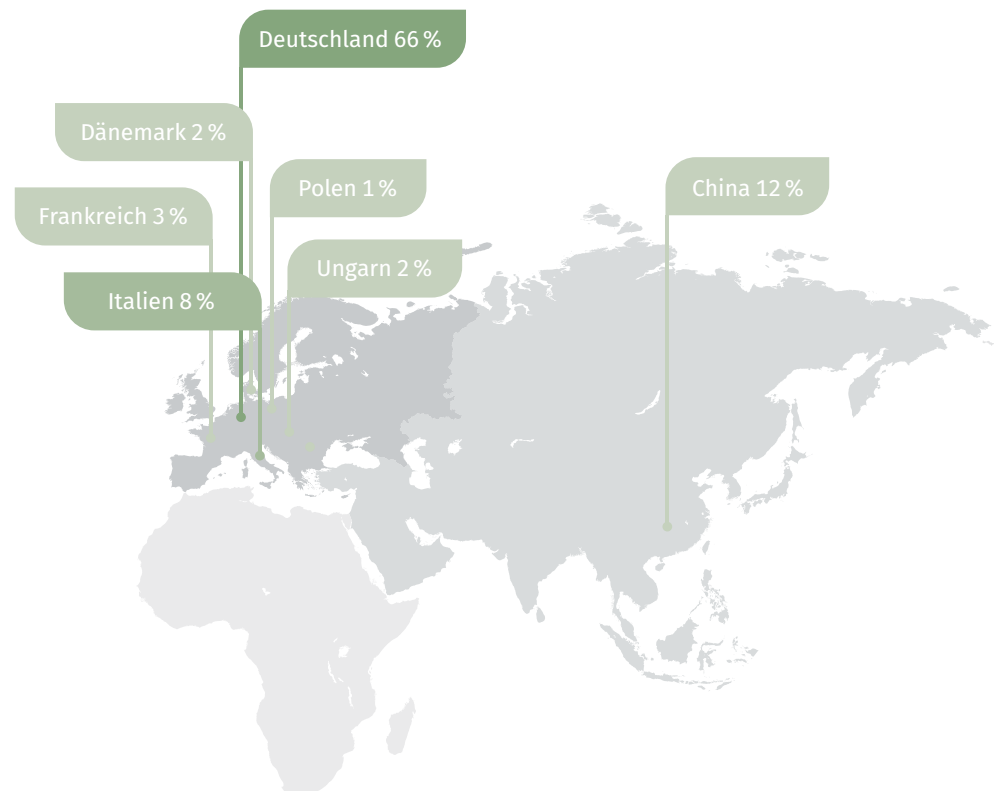 Deutschland 66 %
Dänemark 2 %
Polen 1 %
China 12 %
Frankreich 3 %
Ungarn 2 %
Italien 8 %